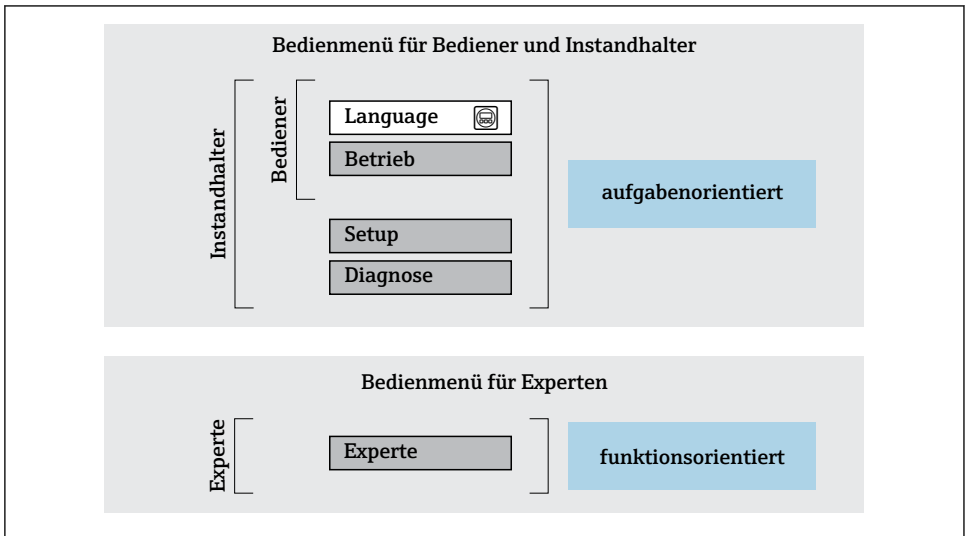 Bedienmenü für Bediener und Instandhalter
Instandhalter
Bediener
Language
Betrieb
Setup
Diagnose
aufgabenorientiert
Bedienmenü für Experten
Experte
Experte
funktionsorientiert